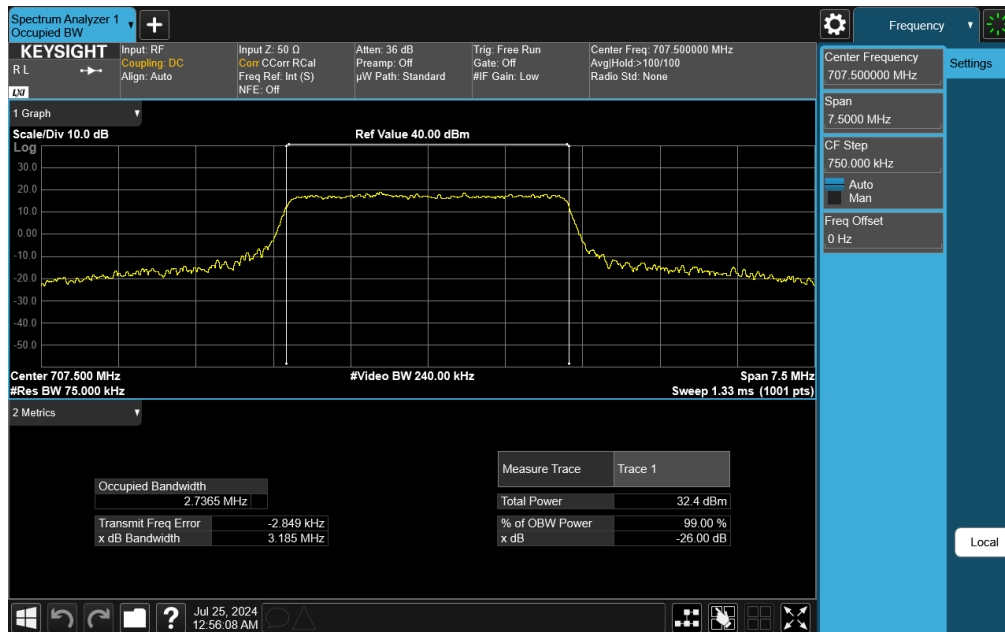 Spectrum Analyzer 1
Occupied BW
Frequency
KEYSIGHT
R L
LXI
Input: RF
Coupling: DC
Align: Auto
Input Z: 50 Ω
Corr CCorr RCal
Freq Ref: Int (S)
NFE: Off
Atten: 36 dB
Preamp: Off
µW Path: Standard
Trig: Free Run
Gate: Off
#IF Gain: Low
Center Freq: 707.500000 MHz
Avg|Hold:>100/100
Radio Std: None
Center Frequency
707.500000 MHz
Settings
Span
7.5000 MHz
CF Step
750.000 kHz
Auto
Man
Freq Offset
0 Hz
Local
1 Graph
Scale/Div 10.0 dB
Ref Value 40.00 dBm
Log
30.0
20.0
10.0
0.00
-10.0
-20.0
-30.0
-40.0
-50.0
Center 707.500 MHz
#Video BW 240.00 kHz
Span 7.5 MHz
#Res BW 75.000 kHz
Sweep 1.33 ms (1001 pts)
2 Metrics
Measure Trace Trace 1
Occupied Bandwidth
2.7365 MHz
Total Power 32.4 dBm
Transmit Freq Error -2.849 kHz
% of OBW Power 99.00 %
x dB Bandwidth 3.185 MHz
x dB -26.00 dB
?
Jul 25, 2024
12:56:08 AM